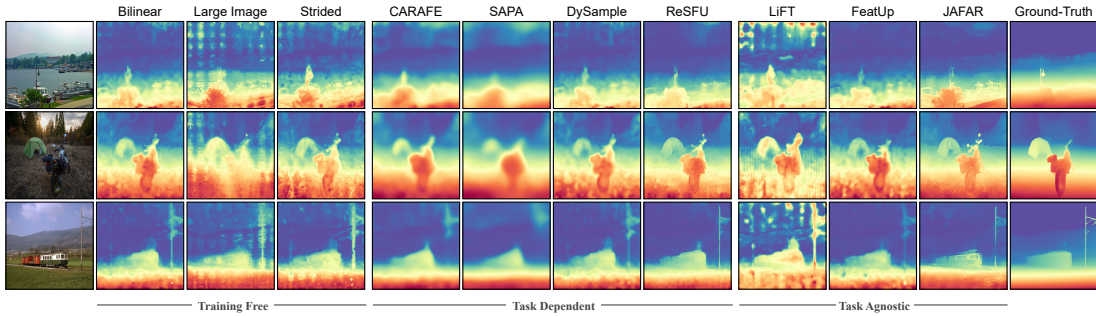 Bilinear Large Image Strided CARAFE SAPA DySample ReSFU LiFT FeatUp JAFAR Ground-Truth
Training Free Task Dependent Task Agnostic